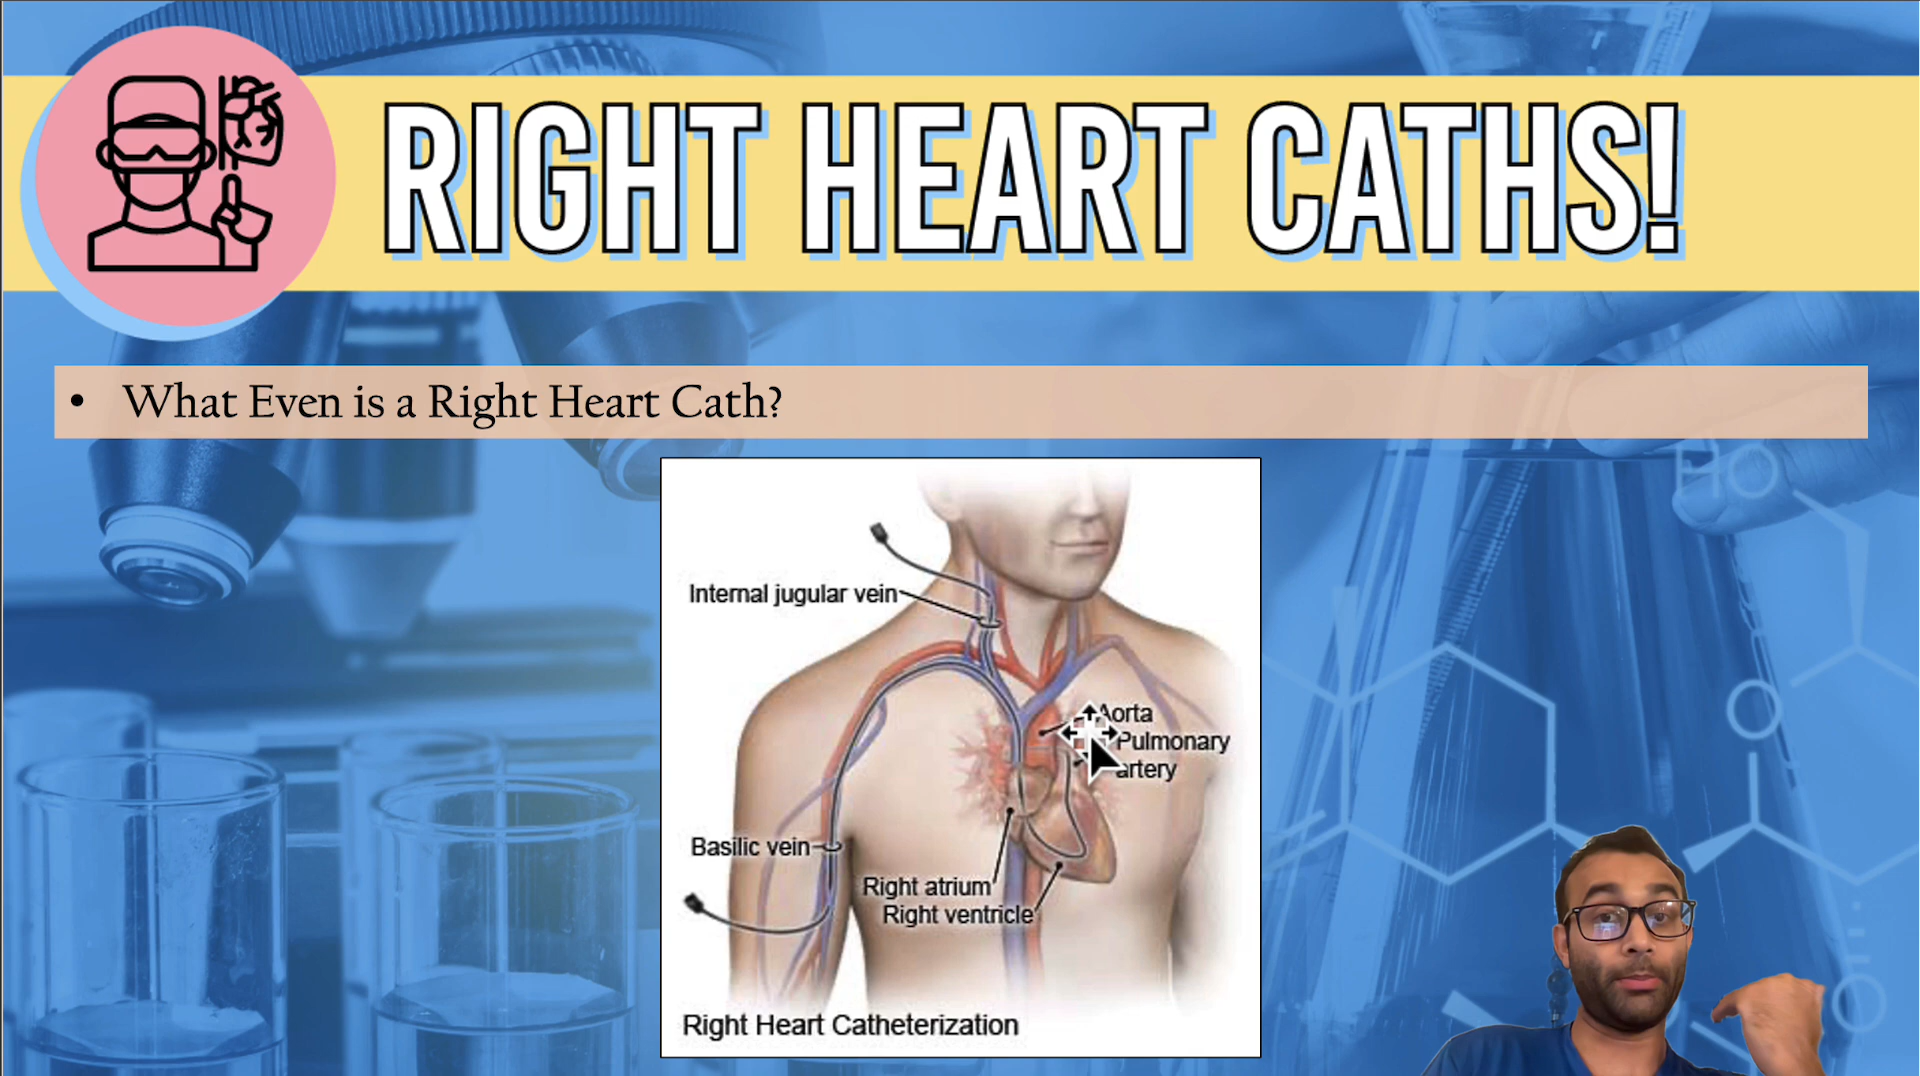 RIGHT HEART CATHS!
• What Even is a Right Heart Cath?
Internal jugular vein
Aorta
Pulmonary
artery
Basilic vein
Right atrium
Right ventricle
Right Heart Catheterization
HO
O
O